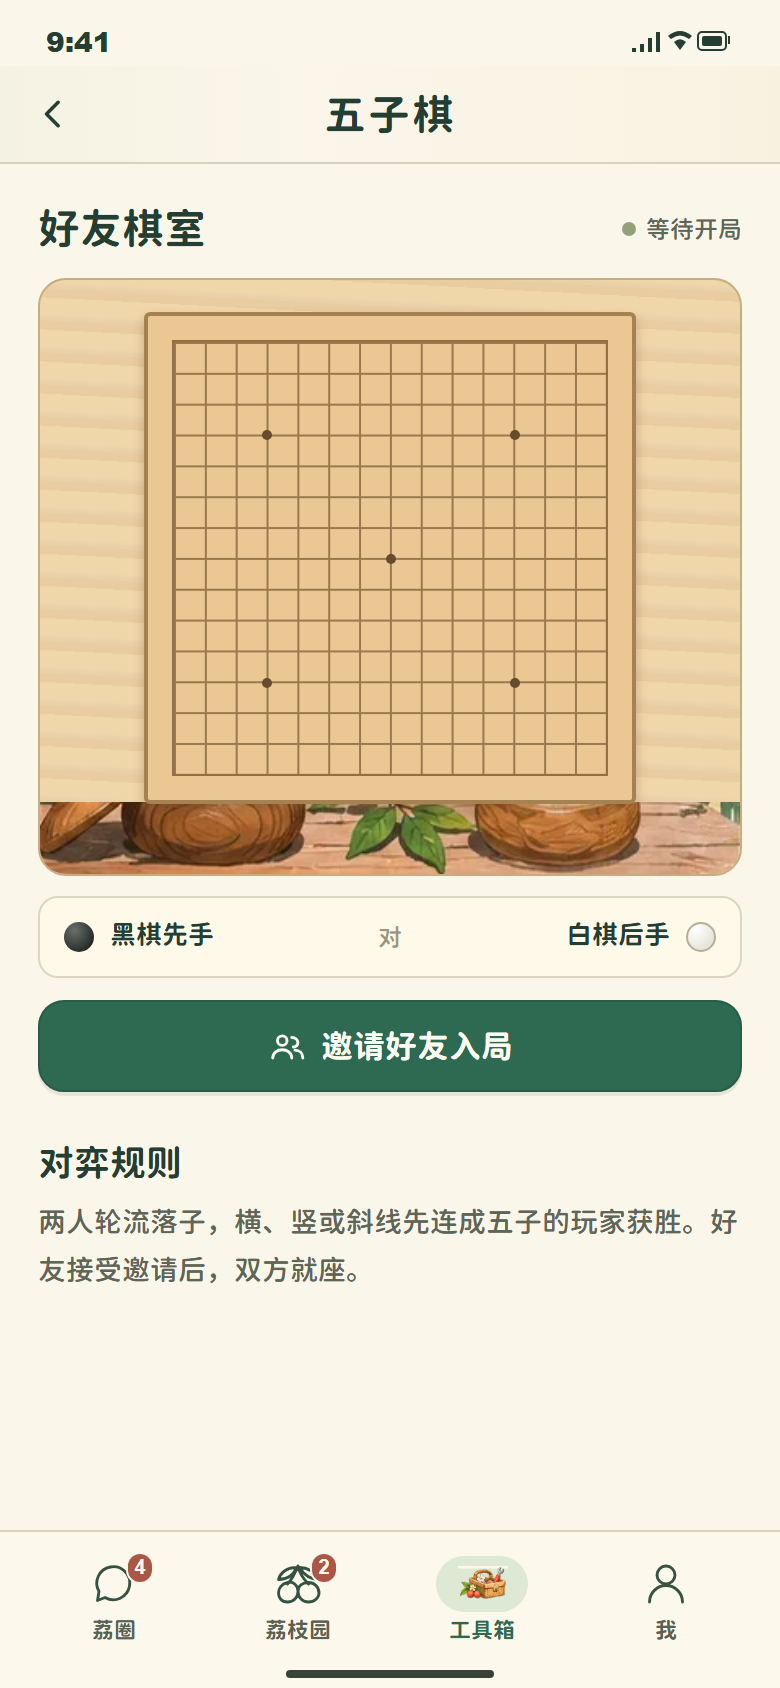 9:41
五子棋
好友棋室
等待开局
黑棋先手
对
白棋后手
邀请好友入局
对弈规则
两人轮流落子，横、竖或斜线先连成五子的玩家获胜。好
友接受邀请后，双方就座。
4
2
荔圈
荔枝园
工具箱
我